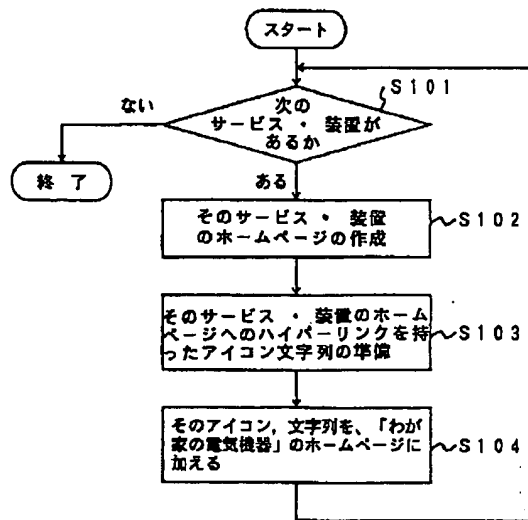 スタート
S101
次の
サービス・装置が
あるか
ない
終了
ある
そのサービス・装置
のホームページの作成
S102
そのサービス・装置のホーム
ページへのハイパーリンクを持
ったアイコン文字列の準備
S103
そのアイコン,文字列を、「わが
家の電気機器」のホームページに
加える
S104